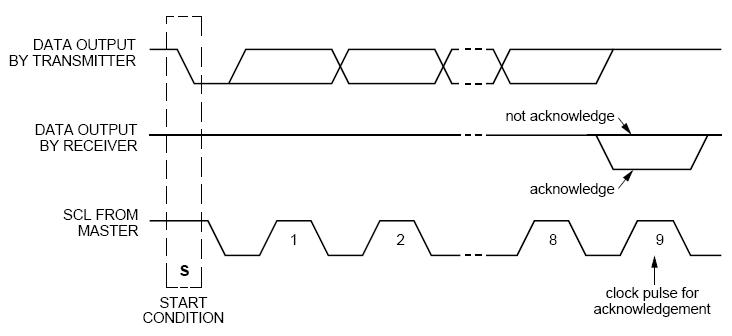 DATA OUTPUT
BY TRANSMITTER
DATA OUTPUT
BY RECEIVER
not acknowledge
acknowledge
SCL FROM
MASTER
1
2
8
9
S
START
CONDITION
clock pulse for
acknowledgement